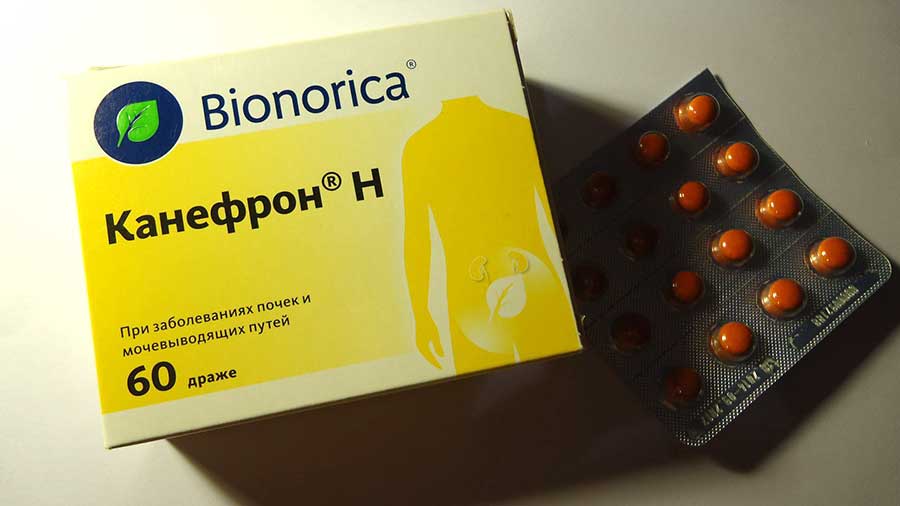 Bionorica®
Канефрон® Н
При заболеваниях почек и
мочевыводящих путей
60 драже